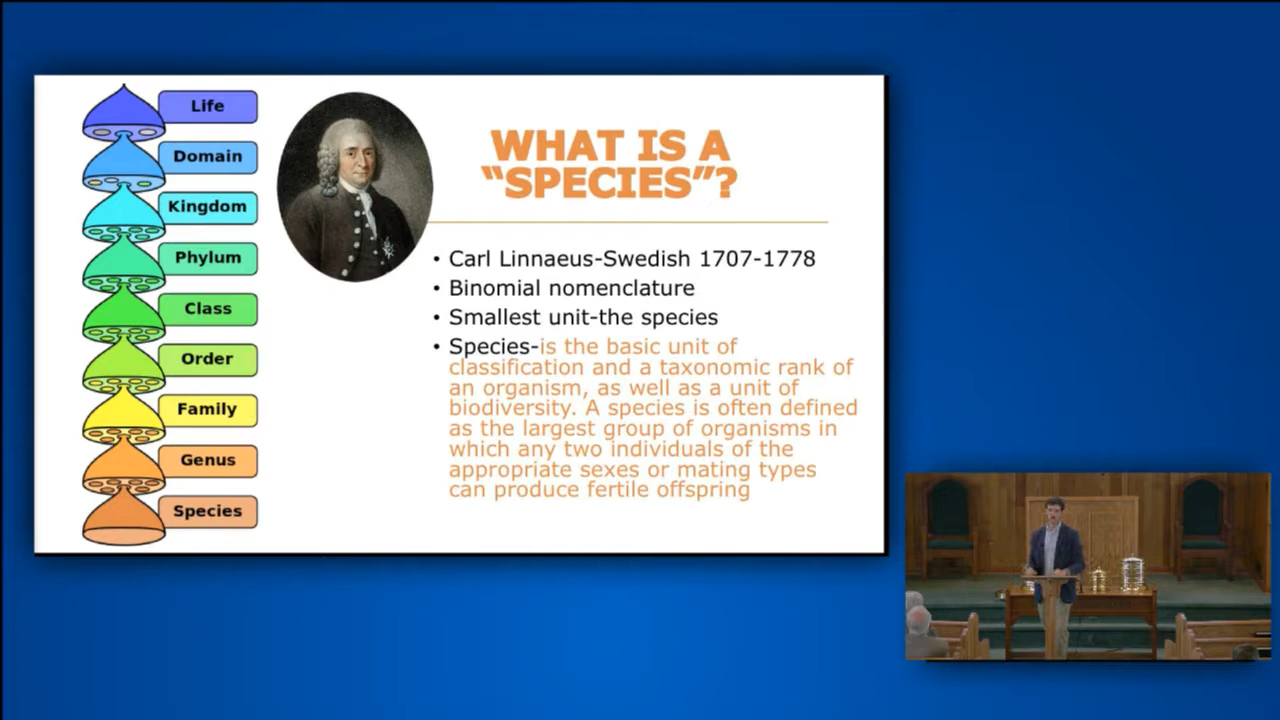 Life
Domain
Kingdom
Phylum
Class
Order
Family
Genus
Species
WHAT IS A
“SPECIES”?
• Carl Linnaeus-Swedish 1707-1778
• Binomial nomenclature
• Smallest unit-the species
• Species-is the basic unit of
classification and a taxonomic rank of
an organism, as well as a unit of
biodiversity. A species is often defined
as the largest group of organisms in
which any two individuals of the
appropriate sexes or mating types
can produce fertile offspring